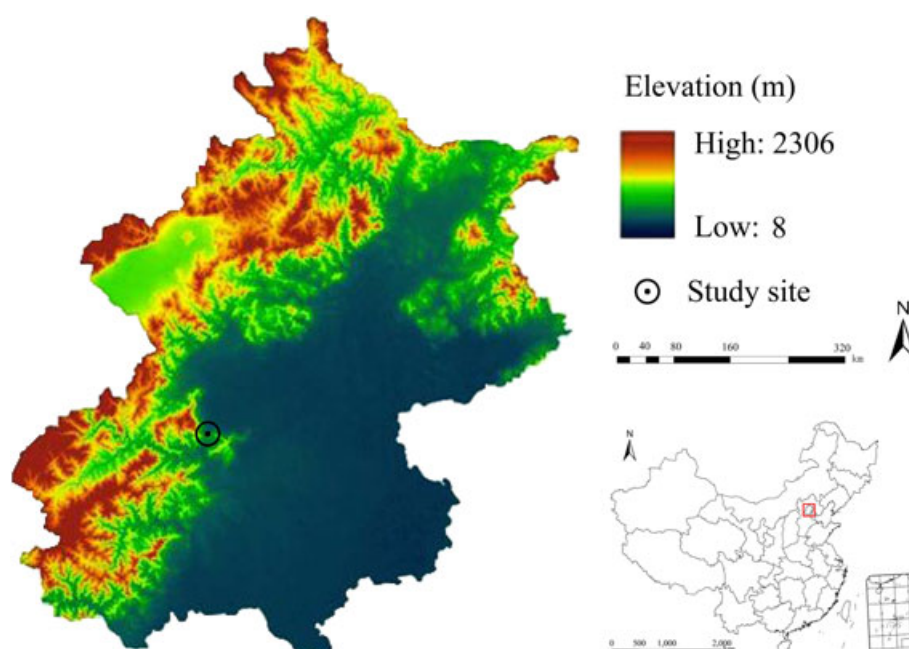 Elevation (m)
High: 2306
Low: 8
Study site
N
0 40 80 160 320
km
N
0 500 1,000 2,000